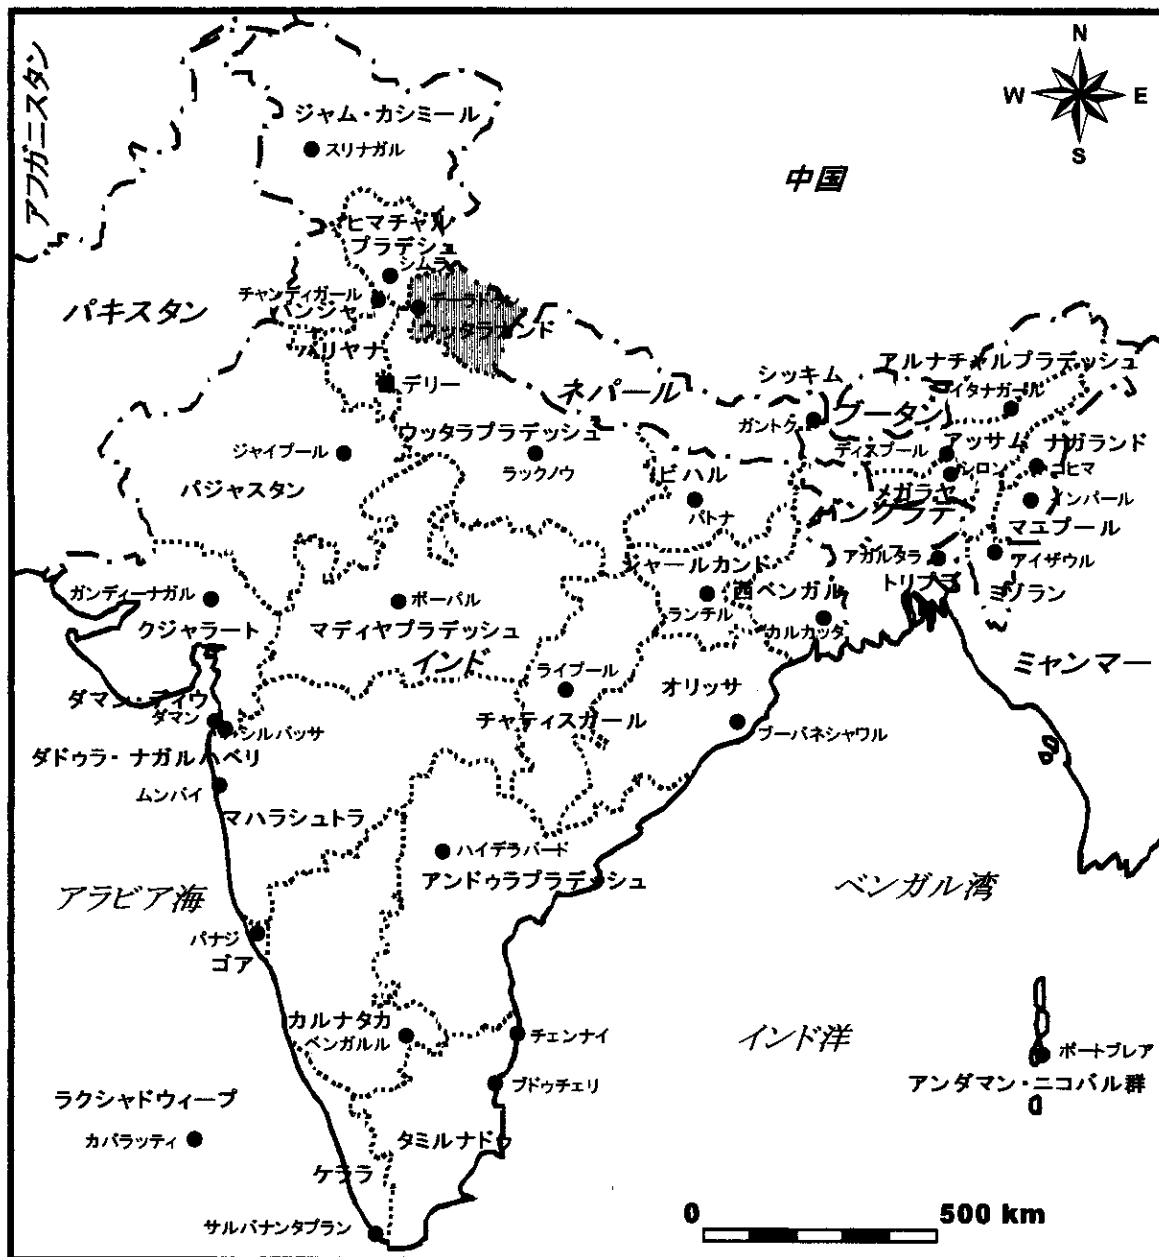 N
W
E
S
アフガニスタン
ジャム・カシミール
スリナガル
中国
ヒマチャル
プラデシュ
シムラ
チャンディガール
パンジャ
パキスタン
デーラドゥン
ウッタラカンド
ハリヤナ
デリー
ネパール
シッキム
アルナチャルプラデッシュ
イタナガール
ガントク
ブータン
ウッタラプラデッシュ
ジャイプール
ラックノウ
パジャスタン
ビハル
パトナ
ディスプール
アッサム
ナガランド
シロン
コヒマ
メガラヤ
インパール
バングラデ
マニプール
アガルタラ
アイザウル
トリプラ
ミゾラン
ジャールカンド
西ベンガル
ランチル
カルカッタ
ガンディーナガル
クジャラート
ボーパル
マディヤプラデッシュ
インド
ライプール
オリッサ
チャティスガール
ブーバネシャワル
ミャンマー
ダマン・ディウ
ダマン
シルバッサ
ダドゥラ・ナガルハベリ
ムンバイ
マハラシュトラ
ハイデラバード
アンドゥラプラデッシュ
アラビア海
ベンガル湾
パナジ
ゴア
カルナタカ
ベンガルル
チェンナイ
インド洋
ポートブレア
アンダマン・ニコバル群
プドゥチェリ
ラクシャドウィープ
カバラッティ
タミルナドゥ
ケララ
サルバナンタプラン
0 500 km